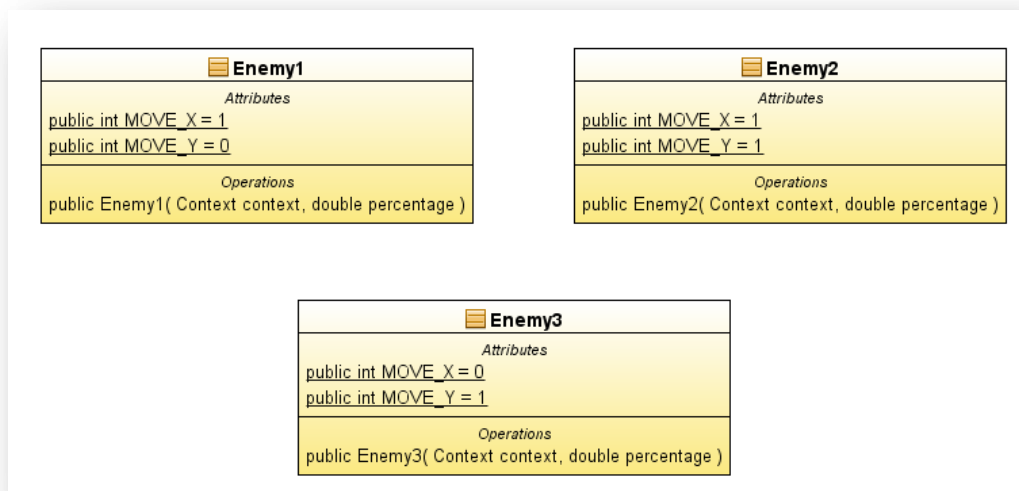 Enemy1
Attributes
public int MOVE_X = 1
public int MOVE_Y = 0
Operations
public Enemy1( Context context, double percentage )
Enemy2
Attributes
public int MOVE_X = 1
public int MOVE_Y = 1
Operations
public Enemy2( Context context, double percentage )
Enemy3
Attributes
public int MOVE_X = 0
public int MOVE_Y = 1
Operations
public Enemy3( Context context, double percentage )